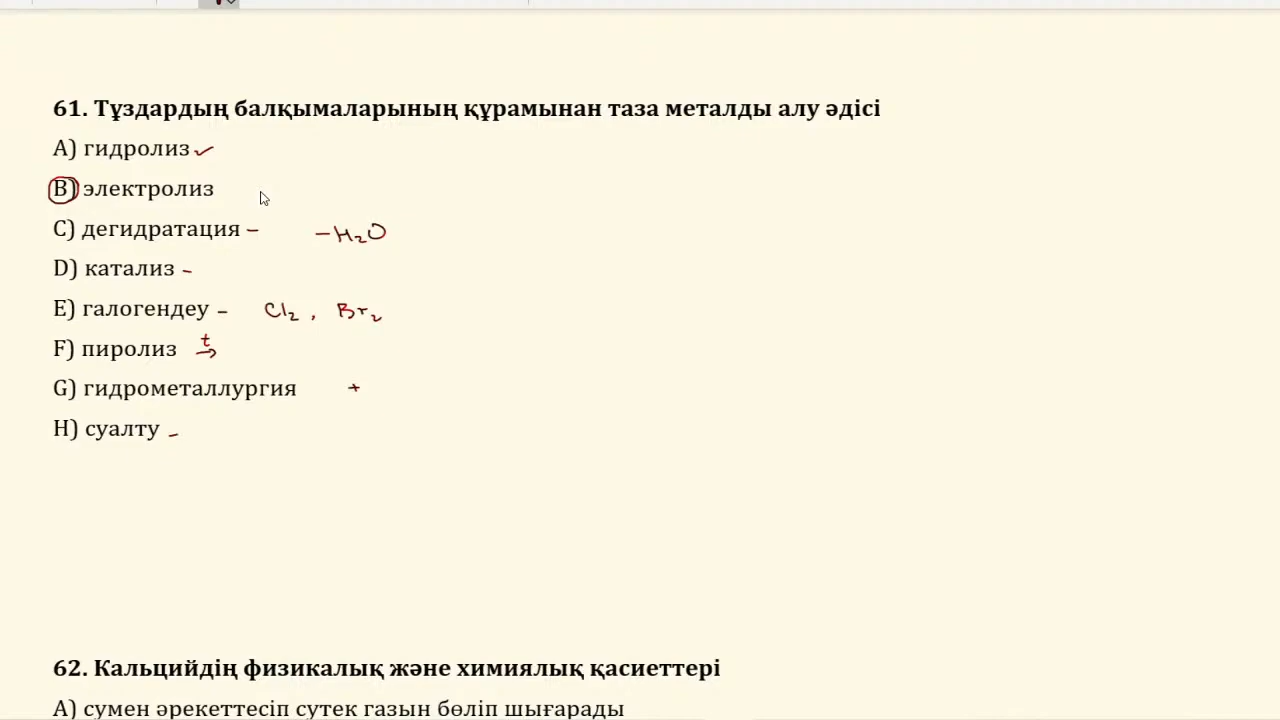 61. Тұздардың балқымаларының құрамынан таза металды алу әдісі
A) гидролиз ✓
B) электролиз
C) дегидратация – –H₂O
D) катализ –
E) галогендеу – Cl₂, Br₂
F) пиролиз t→
G) гидрометаллургия +
H) суалту –
62. Кальцийдің физикалық және химиялық қасиеттері
A) сумен әрекеттесіп сутек газын бөліп шығарады